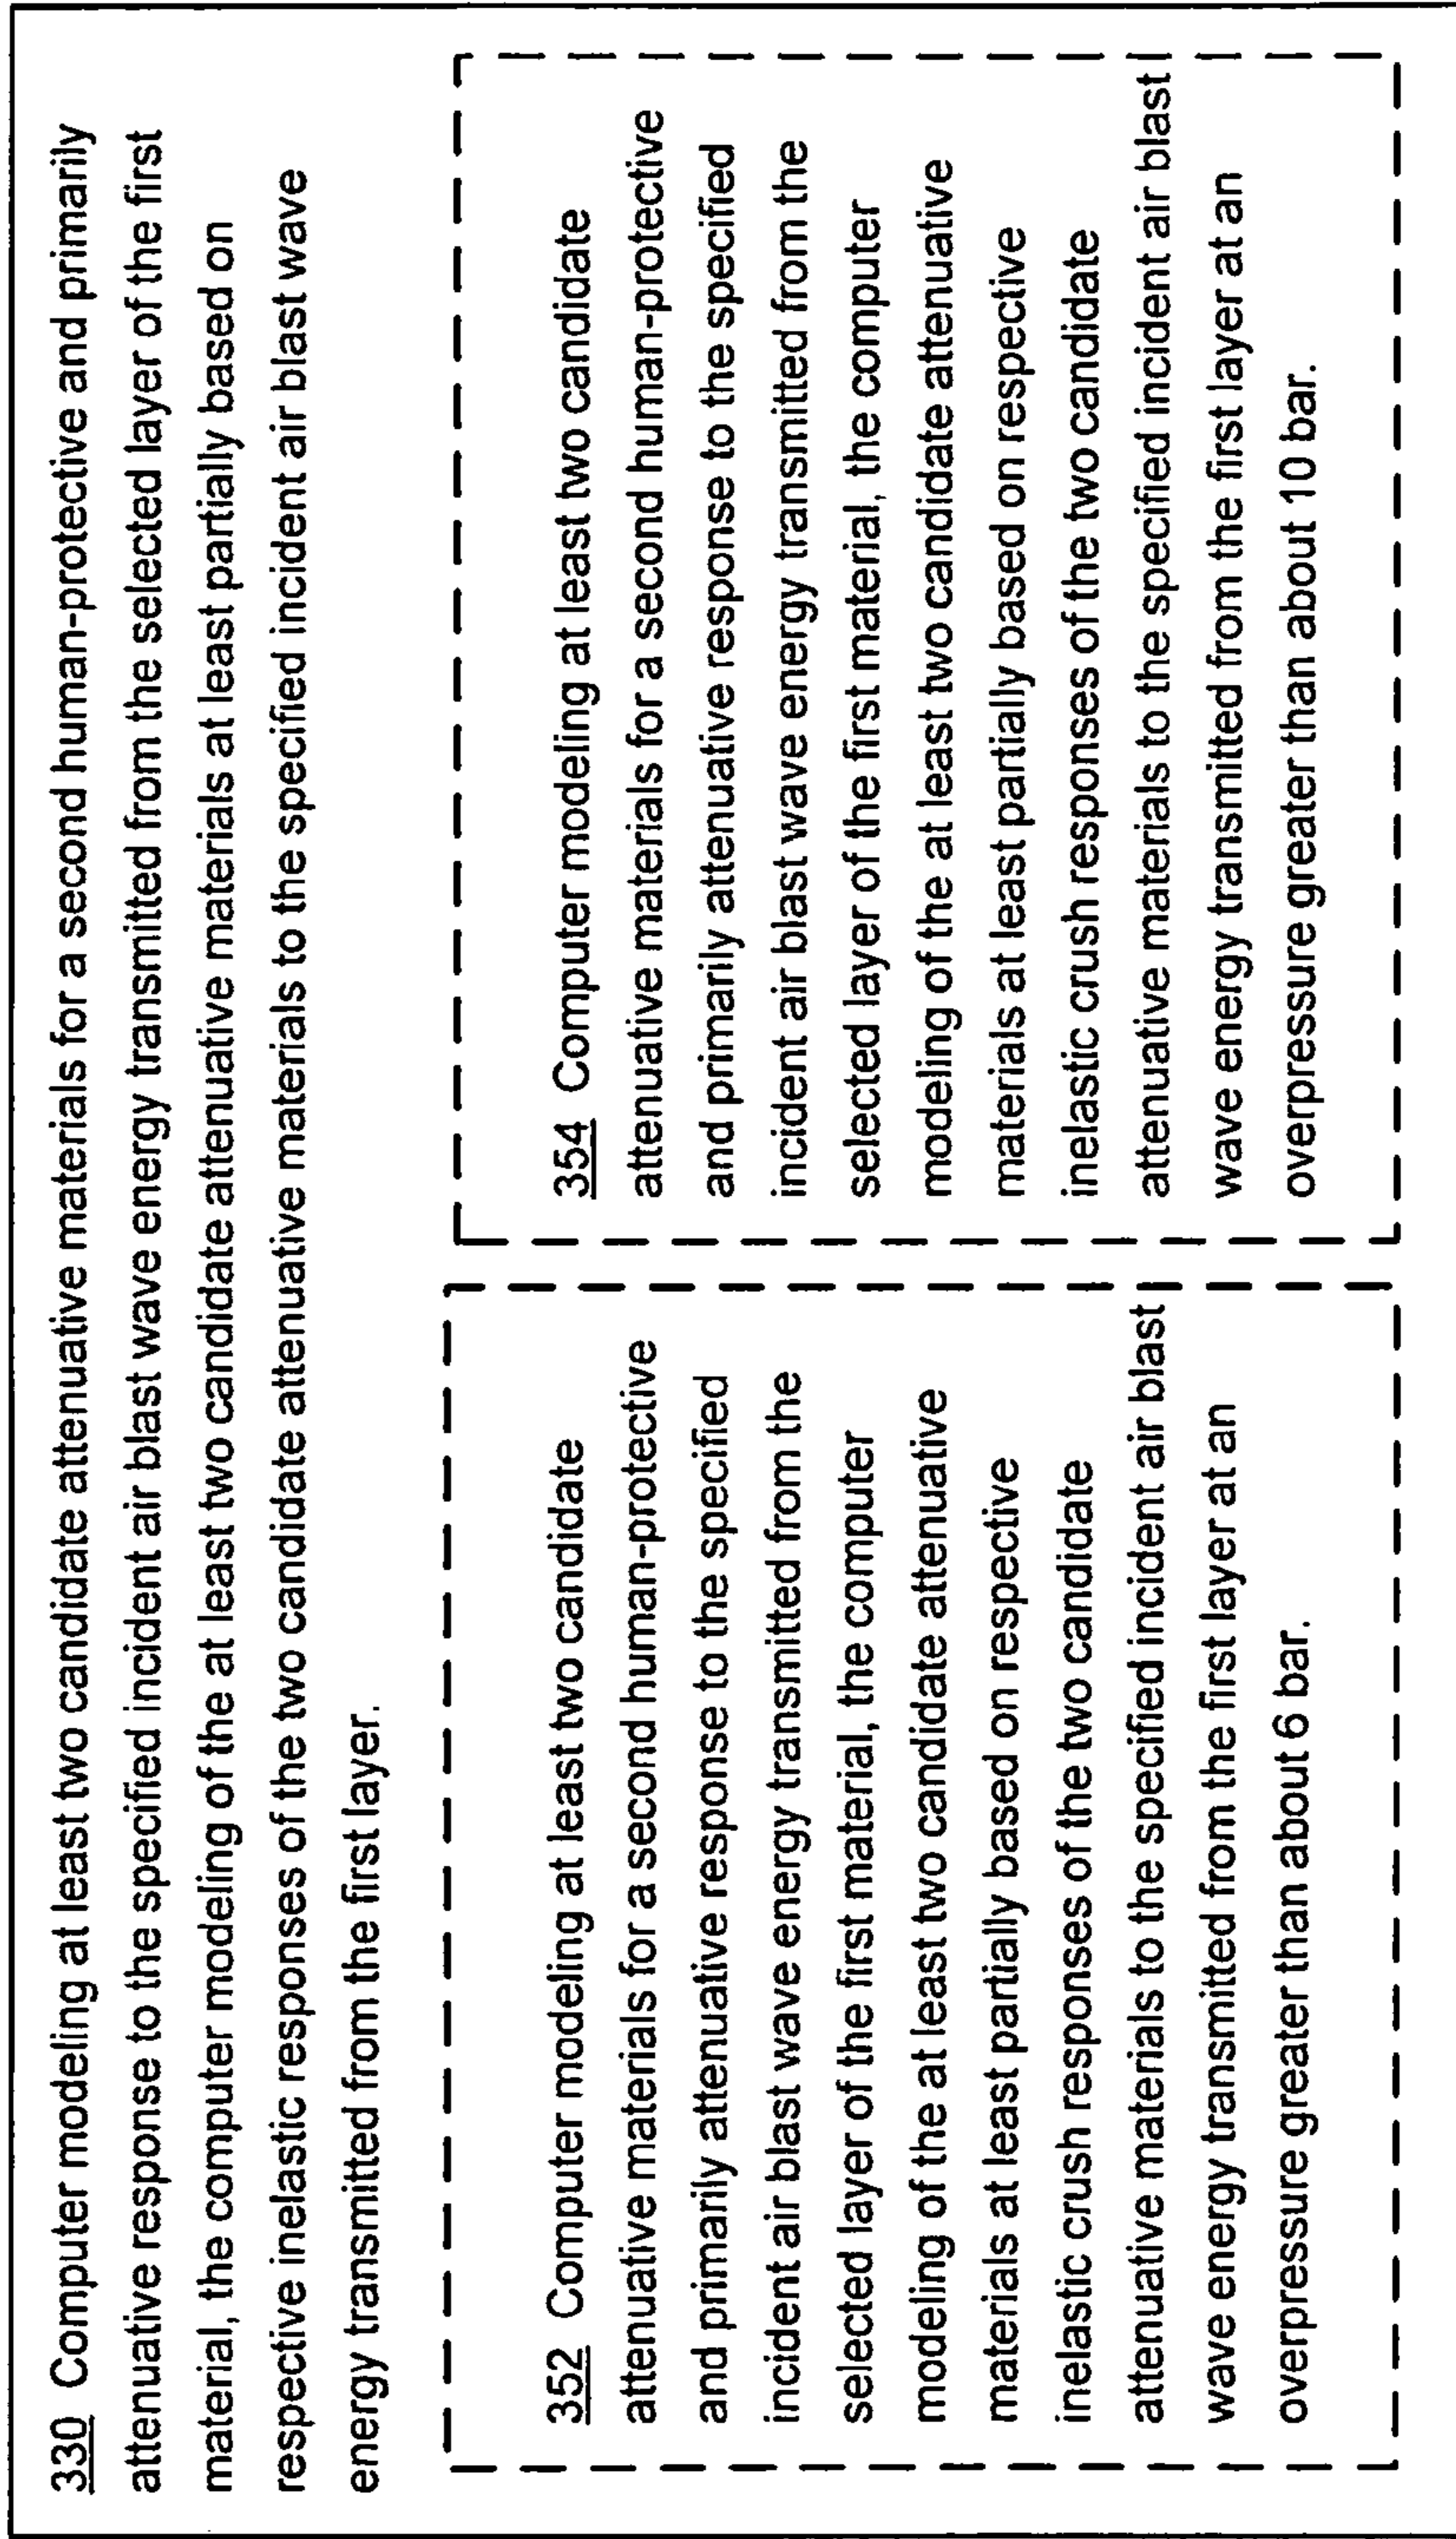 330 Computer modeling at least two candidate attenuative materials for a second human-protective and primarily
attenuative response to the specified incident air blast wave energy transmitted from the selected layer of the first
material, the computer modeling of the at least two candidate attenuative materials at least partially based on
respective inelastic responses of the two candidate attenuative materials to the specified incident air blast wave
energy transmitted from the first layer.
352 Computer modeling at least two candidate
attenuative materials for a second human-protective
and primarily attenuative response to the specified
incident air blast wave energy transmitted from the
selected layer of the first material, the computer
modeling of the at least two candidate attenuative
materials at least partially based on respective
inelastic crush responses of the two candidate
attenuative materials to the specified incident air blast
wave energy transmitted from the first layer at an
overpressure greater than about 6 bar.
354 Computer modeling at least two candidate
attenuative materials for a second human-protective
and primarily attenuative response to the specified
incident air blast wave energy transmitted from the
selected layer of the first material, the computer
modeling of the at least two candidate attenuative
materials at least partially based on respective
inelastic crush responses of the two candidate
attenuative materials to the specified incident air blast
wave energy transmitted from the first layer at an
overpressure greater than about 10 bar.